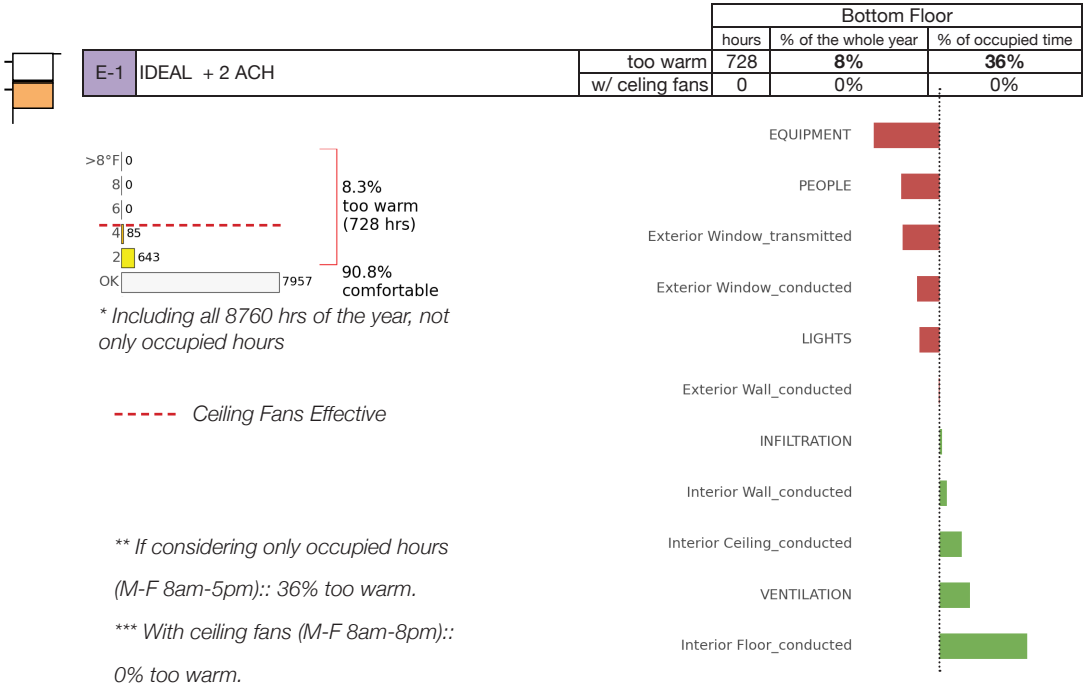 Bottom Floor
hours % of the whole year % of occupied time
E-1 IDEAL + 2 ACH too warm 728 8% 36%
w/ celing fans 0 0% 0%
>8°F 0
8 0
6 0
4 85
2 643
OK 7957
8.3%
too warm
(728 hrs)
90.8%
comfortable
* Including all 8760 hrs of the year, not
only occupied hours
Ceiling Fans Effective
** If considering only occupied hours
(M-F 8am-5pm):: 36% too warm.
*** With ceiling fans (M-F 8am-8pm)::
0% too warm.
EQUIPMENT
PEOPLE
Exterior Window_transmitted
Exterior Window_conducted
LIGHTS
Exterior Wall_conducted
INFILTRATION
Interior Wall_conducted
Interior Ceiling_conducted
VENTILATION
Interior Floor_conducted